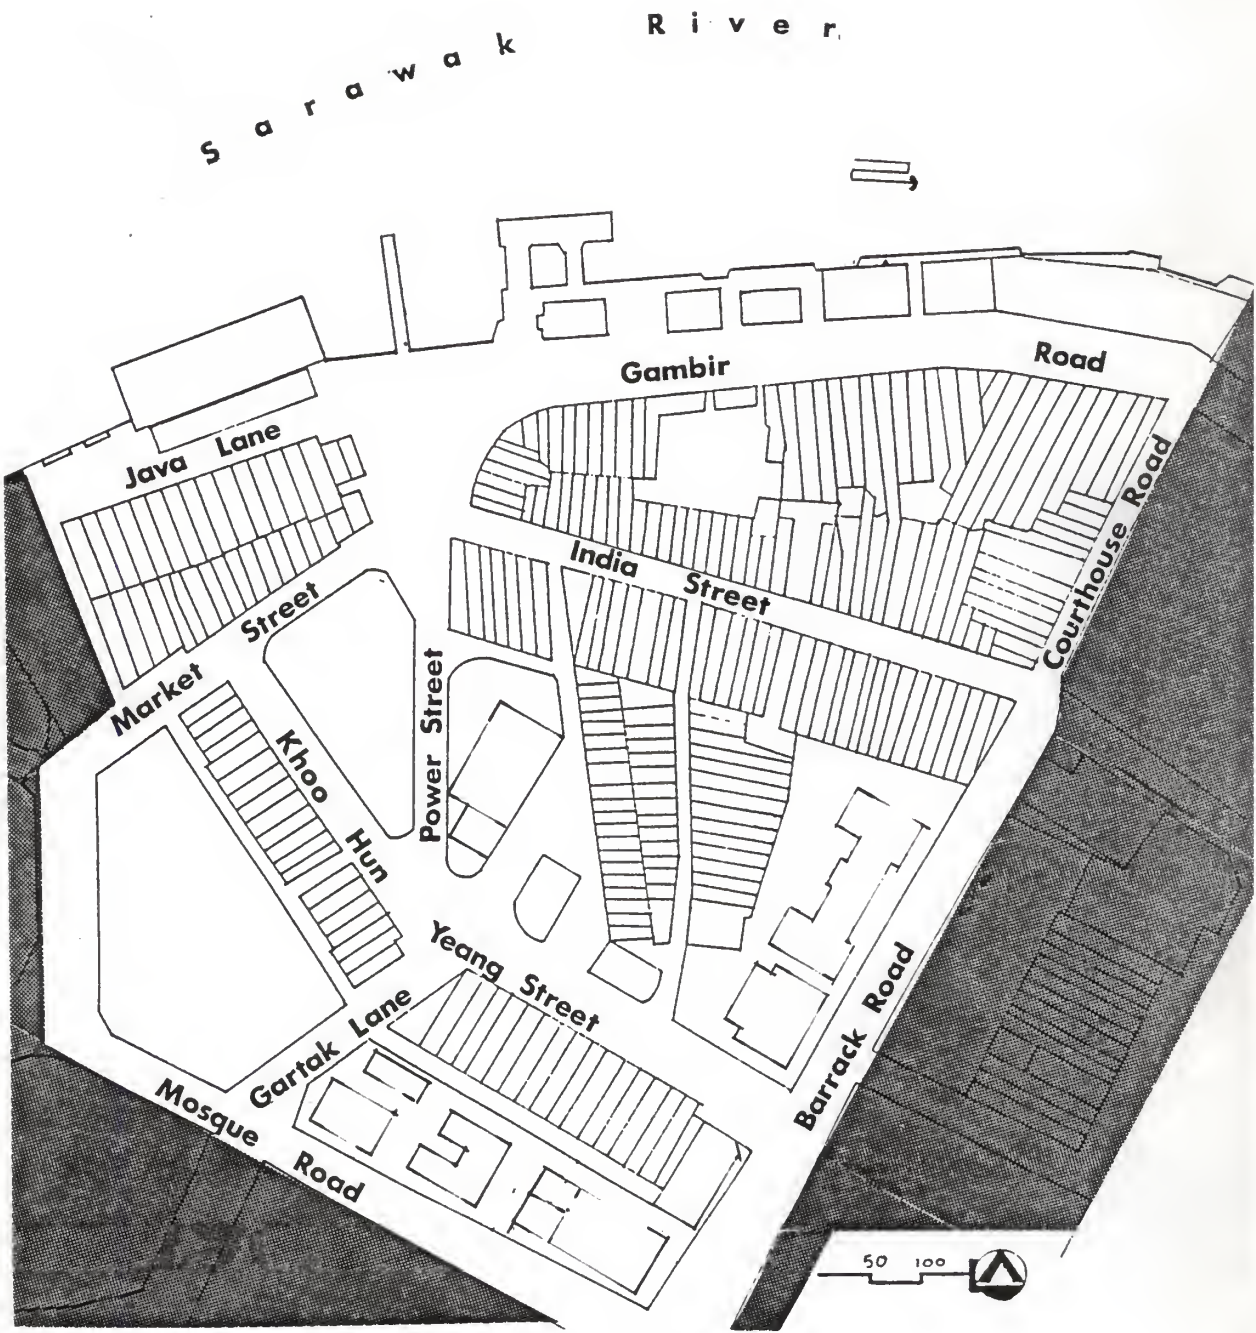 Sarawak River
Gambir Road
Java Lane
India Street
Courthouse Road
Market Street
Khoo Hun Yeang Street
Power Street
Gartak Lane
Mosque Road
Barrack Road
50 100